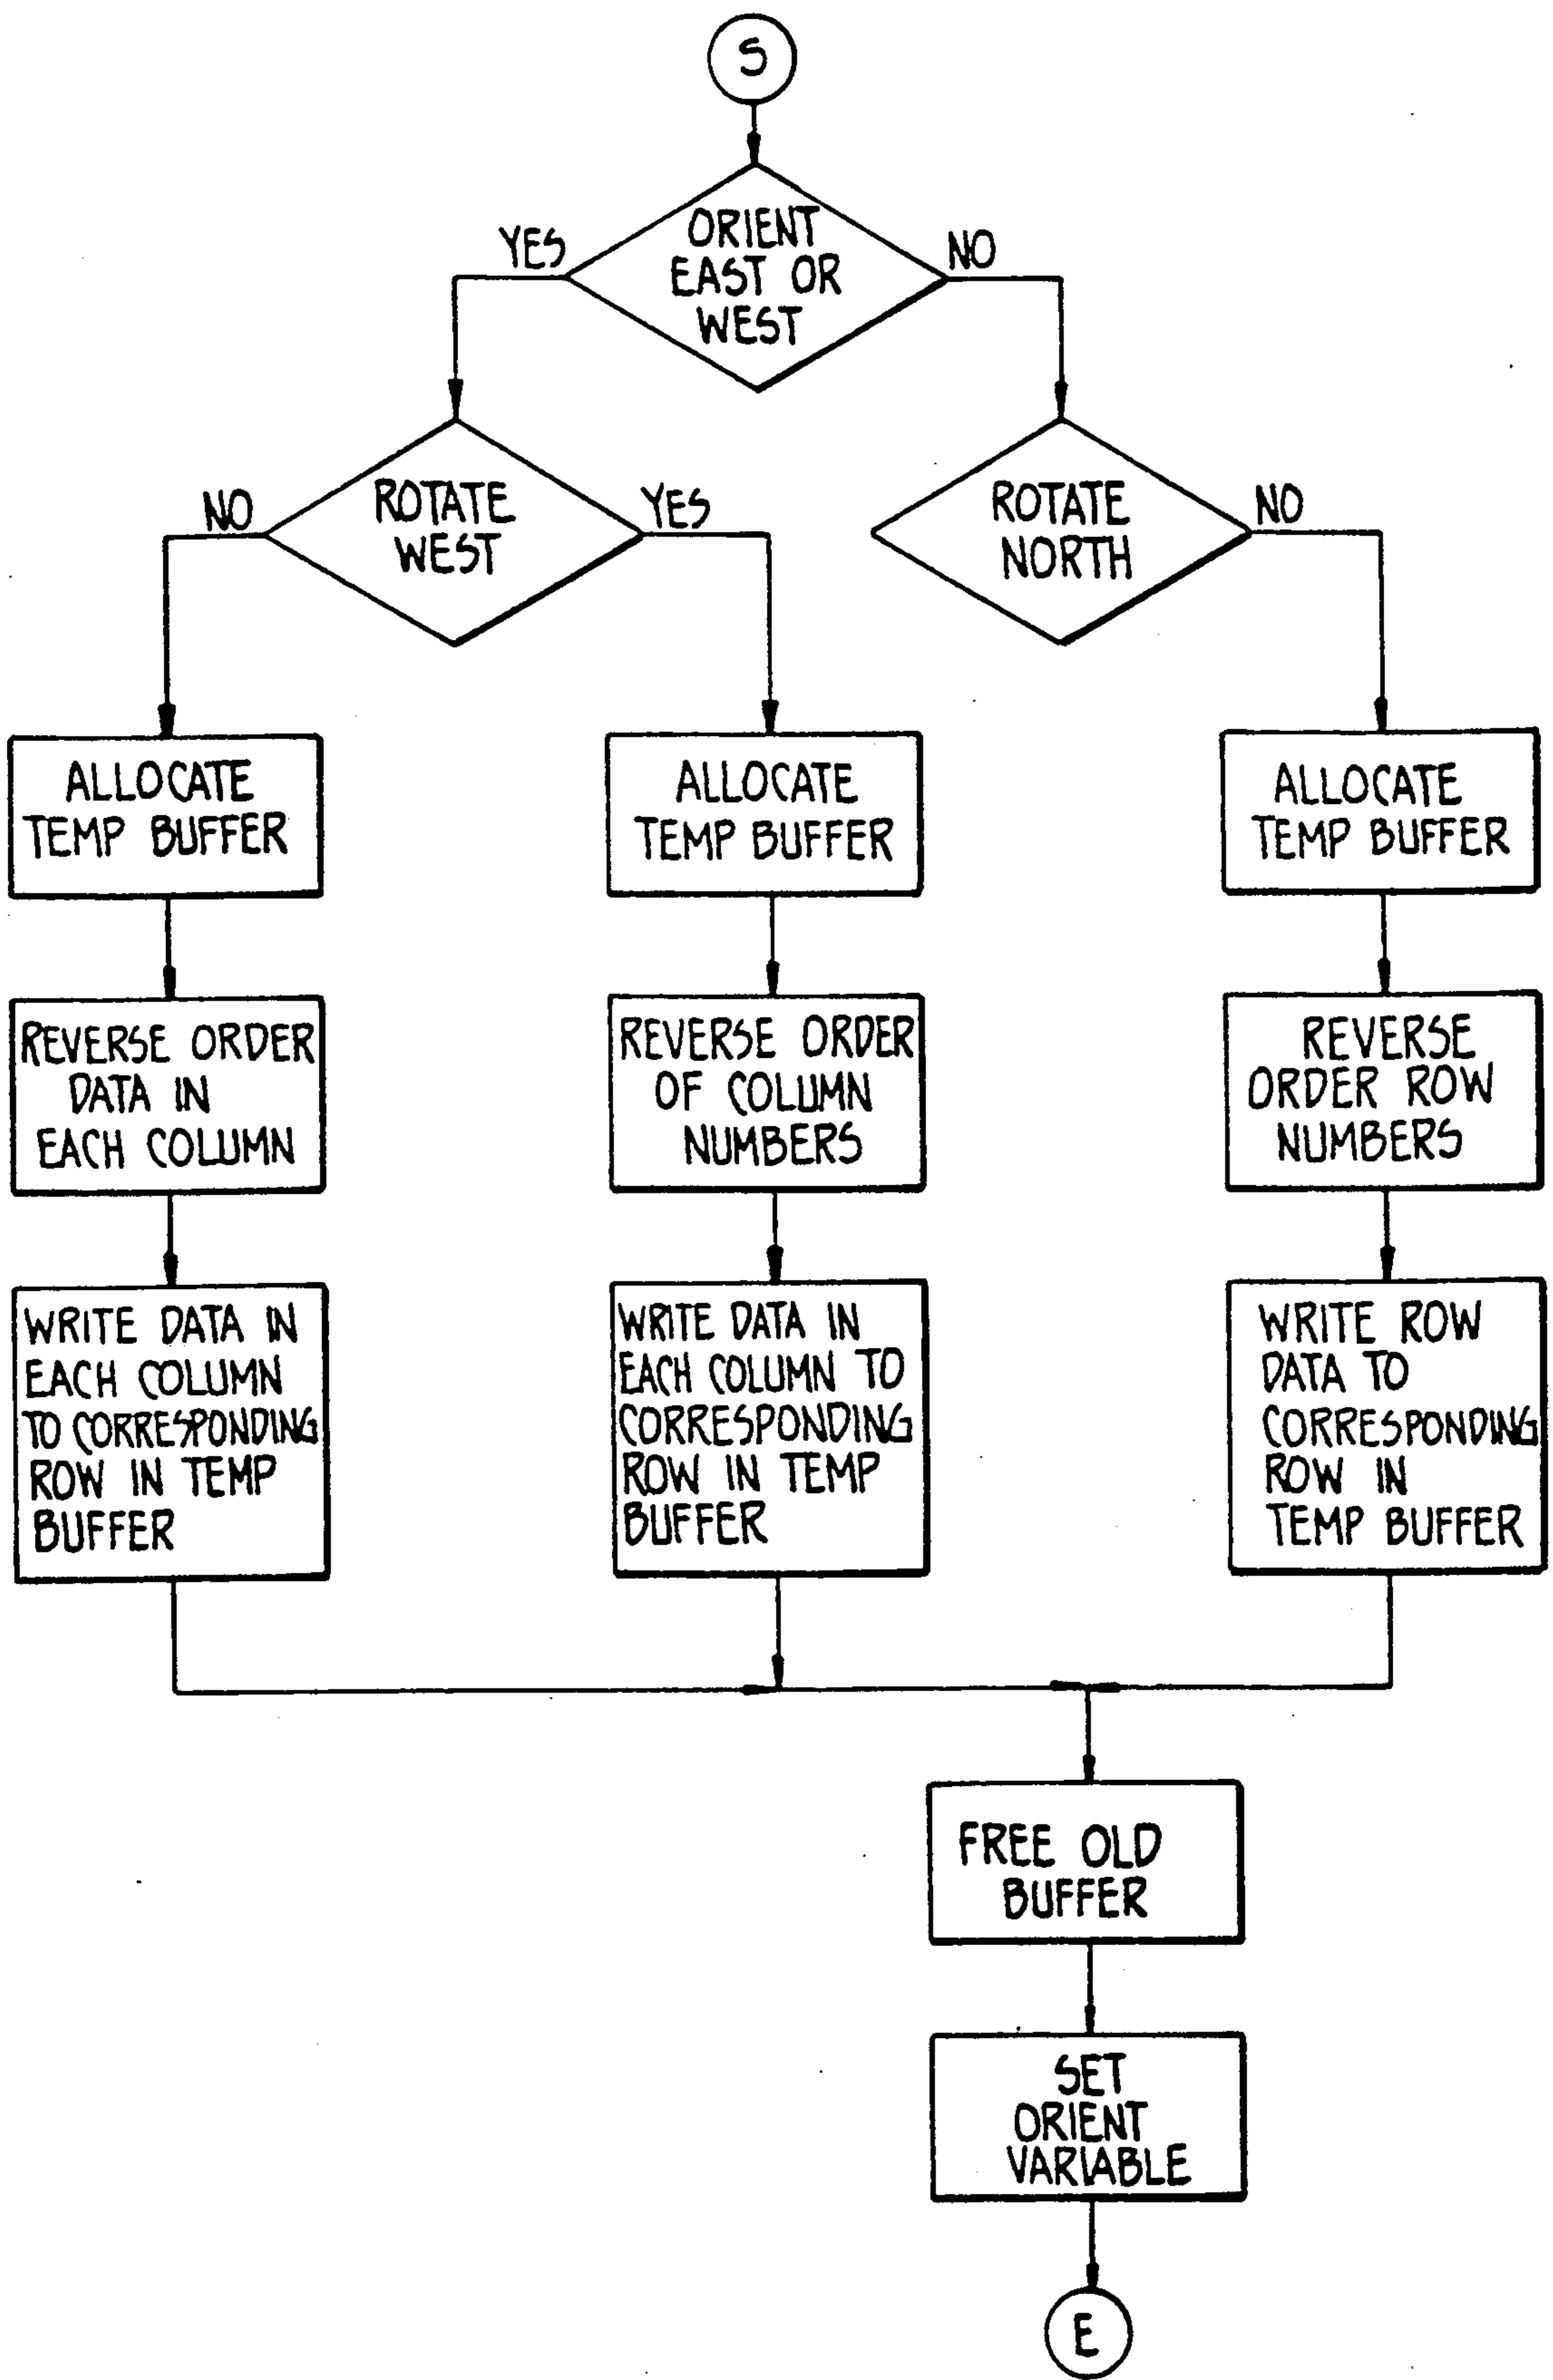 S
ORIENT
EAST OR
WEST
YES
NO
ROTATE
WEST
NO
YES
ROTATE
NORTH
NO
ALLOCATE
TEMP BUFFER
REVERSE ORDER
DATA IN
EACH COLUMN
WRITE DATA IN
EACH COLUMN
TO CORRESPONDING
ROW IN TEMP
BUFFER
ALLOCATE
TEMP BUFFER
REVERSE ORDER
OF COLUMN
NUMBERS
WRITE DATA IN
EACH COLUMN TO
CORRESPONDING
ROW IN TEMP
BUFFER
ALLOCATE
TEMP BUFFER
REVERSE
ORDER ROW
NUMBERS
WRITE ROW
DATA TO
CORRESPONDING
ROW IN
TEMP BUFFER
FREE OLD
BUFFER
SET
ORIENT
VARIABLE
E